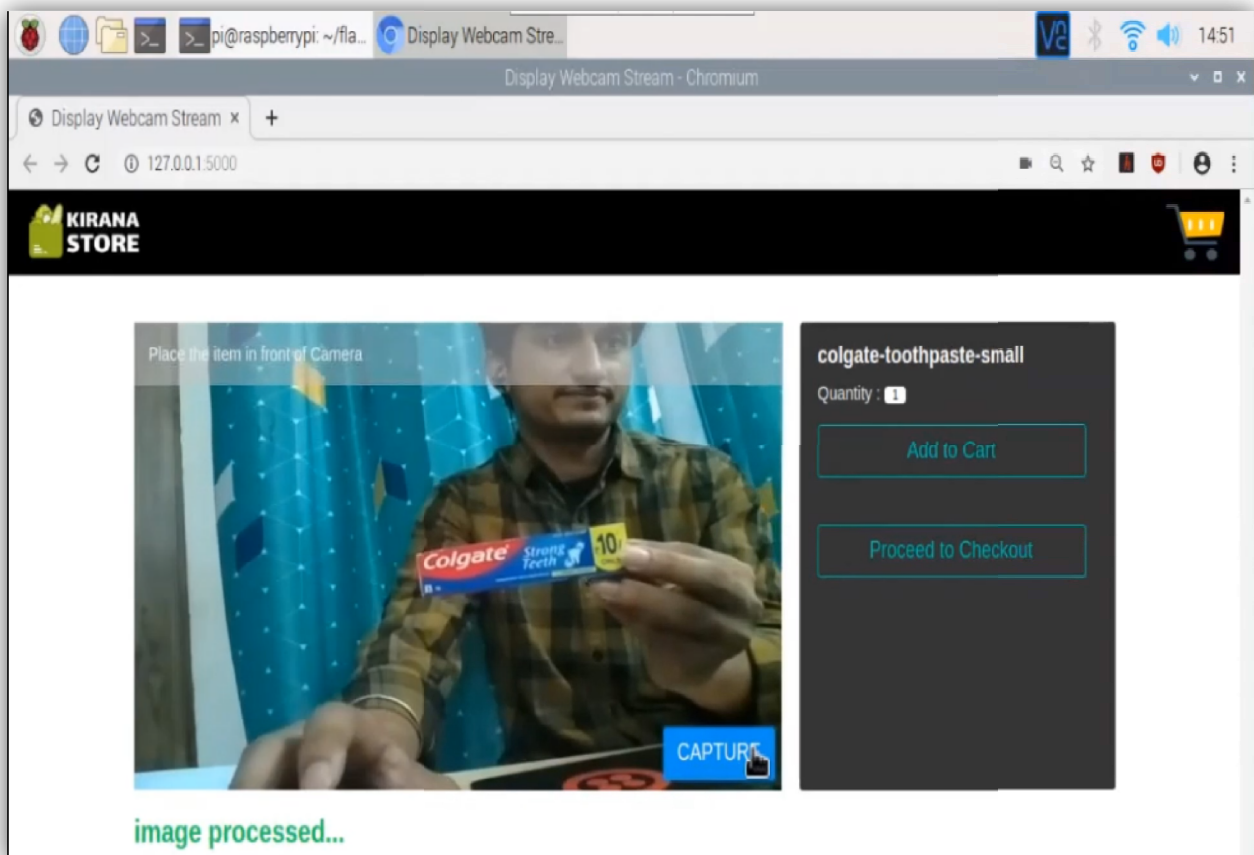 pi@raspberrypi: ~/fla...
Display Webcam Stre...
14:51
Display Webcam Stream - Chromium
Display Webcam Stream
127.0.0.1:5000
KIRANA
STORE
Place the item in front of Camera
colgate-toothpaste-small
Quantity : 1
Add to Cart
Proceed to Checkout
Colgate
Strong
Teeth
10/-
CAPTURE
image processed...